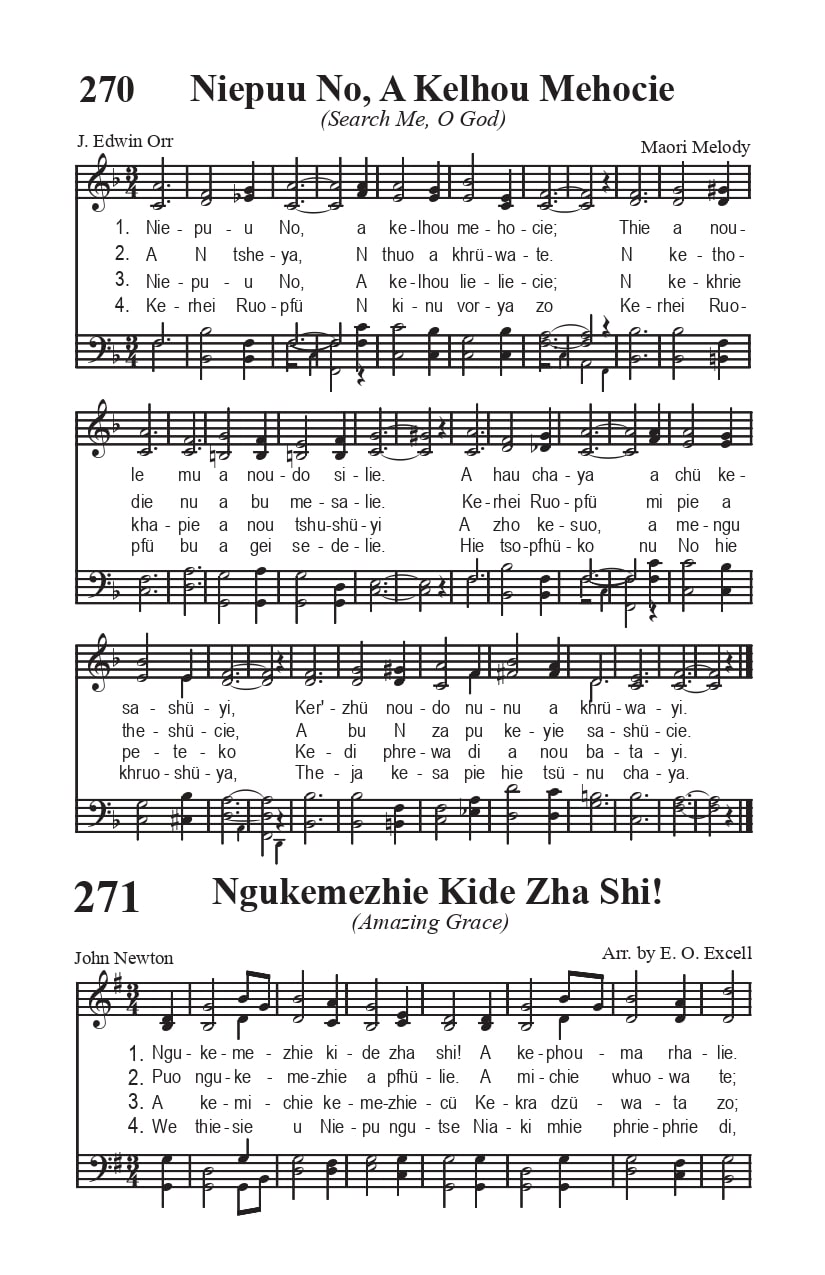 270 Niepuu No, A Kelhou Mehocie
(Search Me, O God)
J. Edwin Orr Maori Melody
1. Nie - pu - u No, a ke - lhou me - ho - cie; Thie a nou-
2. A N tshe - ya, N thuo a khrü - wa - te. N ke - tho -
3. Nie - pu - u No, A ke - lhou lie - lie - cie; N ke - khrie
4. Ke - rhei Ruo - pfü N ki - nu vor - ya zo Ke - rhei Ruo-
le mu a nou - do si - lie. A hau cha - ya a chü ke -
die nu a bu me - sa - lie. Ke - rhei Ruo - pfü mi pie a
kha - pie a nou tshu - shü - yi A zho ke - suo, a me - ngu
pfü bu a gei se - de - lie. Hie tso - pfhü - ko nu No hie
sa - shü - yi, Ker' - zhü nou - do nu - nu a khrü - wa - yi.
the - shü - cie, A bu N za pu ke - yie sa - shü - cie.
pe - te - ko Ke - di phre - wa di a nou ba - ta - yi.
khruo - shü - ya, The - ja ke - sa pie hie tsü - nu cha - ya.
271 Ngukemezhie Kide Zha Shi!
(Amazing Grace)
John Newton Arr. by E. O. Excell
1. Ngu - ke - me - zhie ki - de zha shi! A ke - phou - ma rha - lie.
2. Puo ngu - ke - me - zhie a pfhü - lie. A mi - chie whuo - wa te;
3. A ke - mi - chie ke - me - zhie - cü Ke - kra dzü - wa - ta zo;
4. We thie - sie u Nie - pu ngu - tse Nia - ki mhie phrie - phrie di,